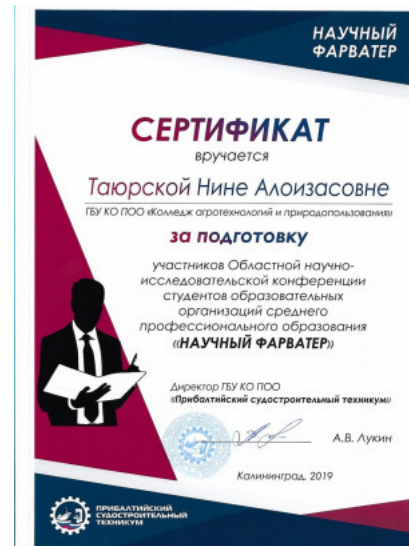 НАУЧНЫЙ
ФАРВАТЕР
СЕРТИФИКАТ
вручается
Таюрской Нине Алоизасовне
ГБУ КО ПОО «Колледж агротехнологий и природопользования»
за подготовку
участников Областной научно-
исследовательской конференции
студентов образовательных
организаций среднего
профессионального образования
«НАУЧНЫЙ ФАРВАТЕР»
Директор ГБУ КО ПОО
«Прибалтийский судостроительный техникум»
А.В. Лукин
Калининград, 2019
ПРИБАЛТИЙСКИЙ
СУДОСТРОИТЕЛЬНЫЙ
ТЕХНИКУМ